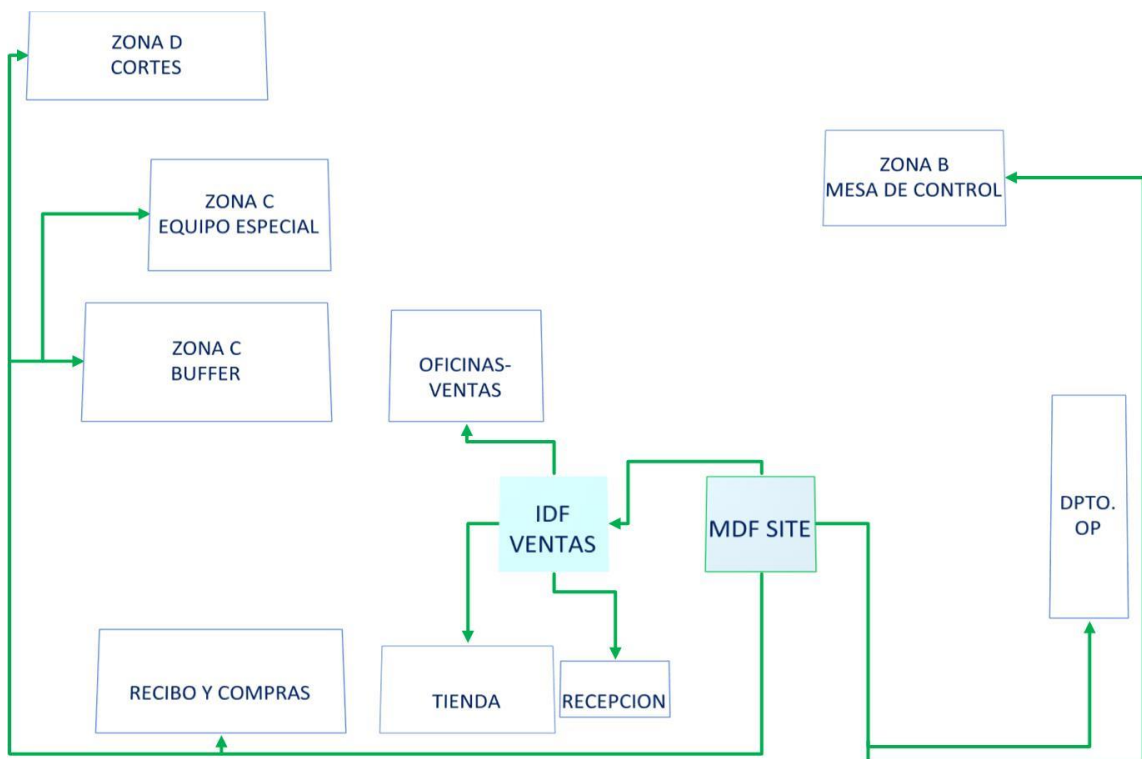 ZONA D
CORTES
ZONA B
MESA DE CONTROL
ZONA C
EQUIPO ESPECIAL
ZONA C
BUFFER
OFICINAS-
VENTAS
DPTO.
OP
IDF
VENTAS
MDF SITE
RECIBO Y COMPRAS
TIENDA
RECEPCION